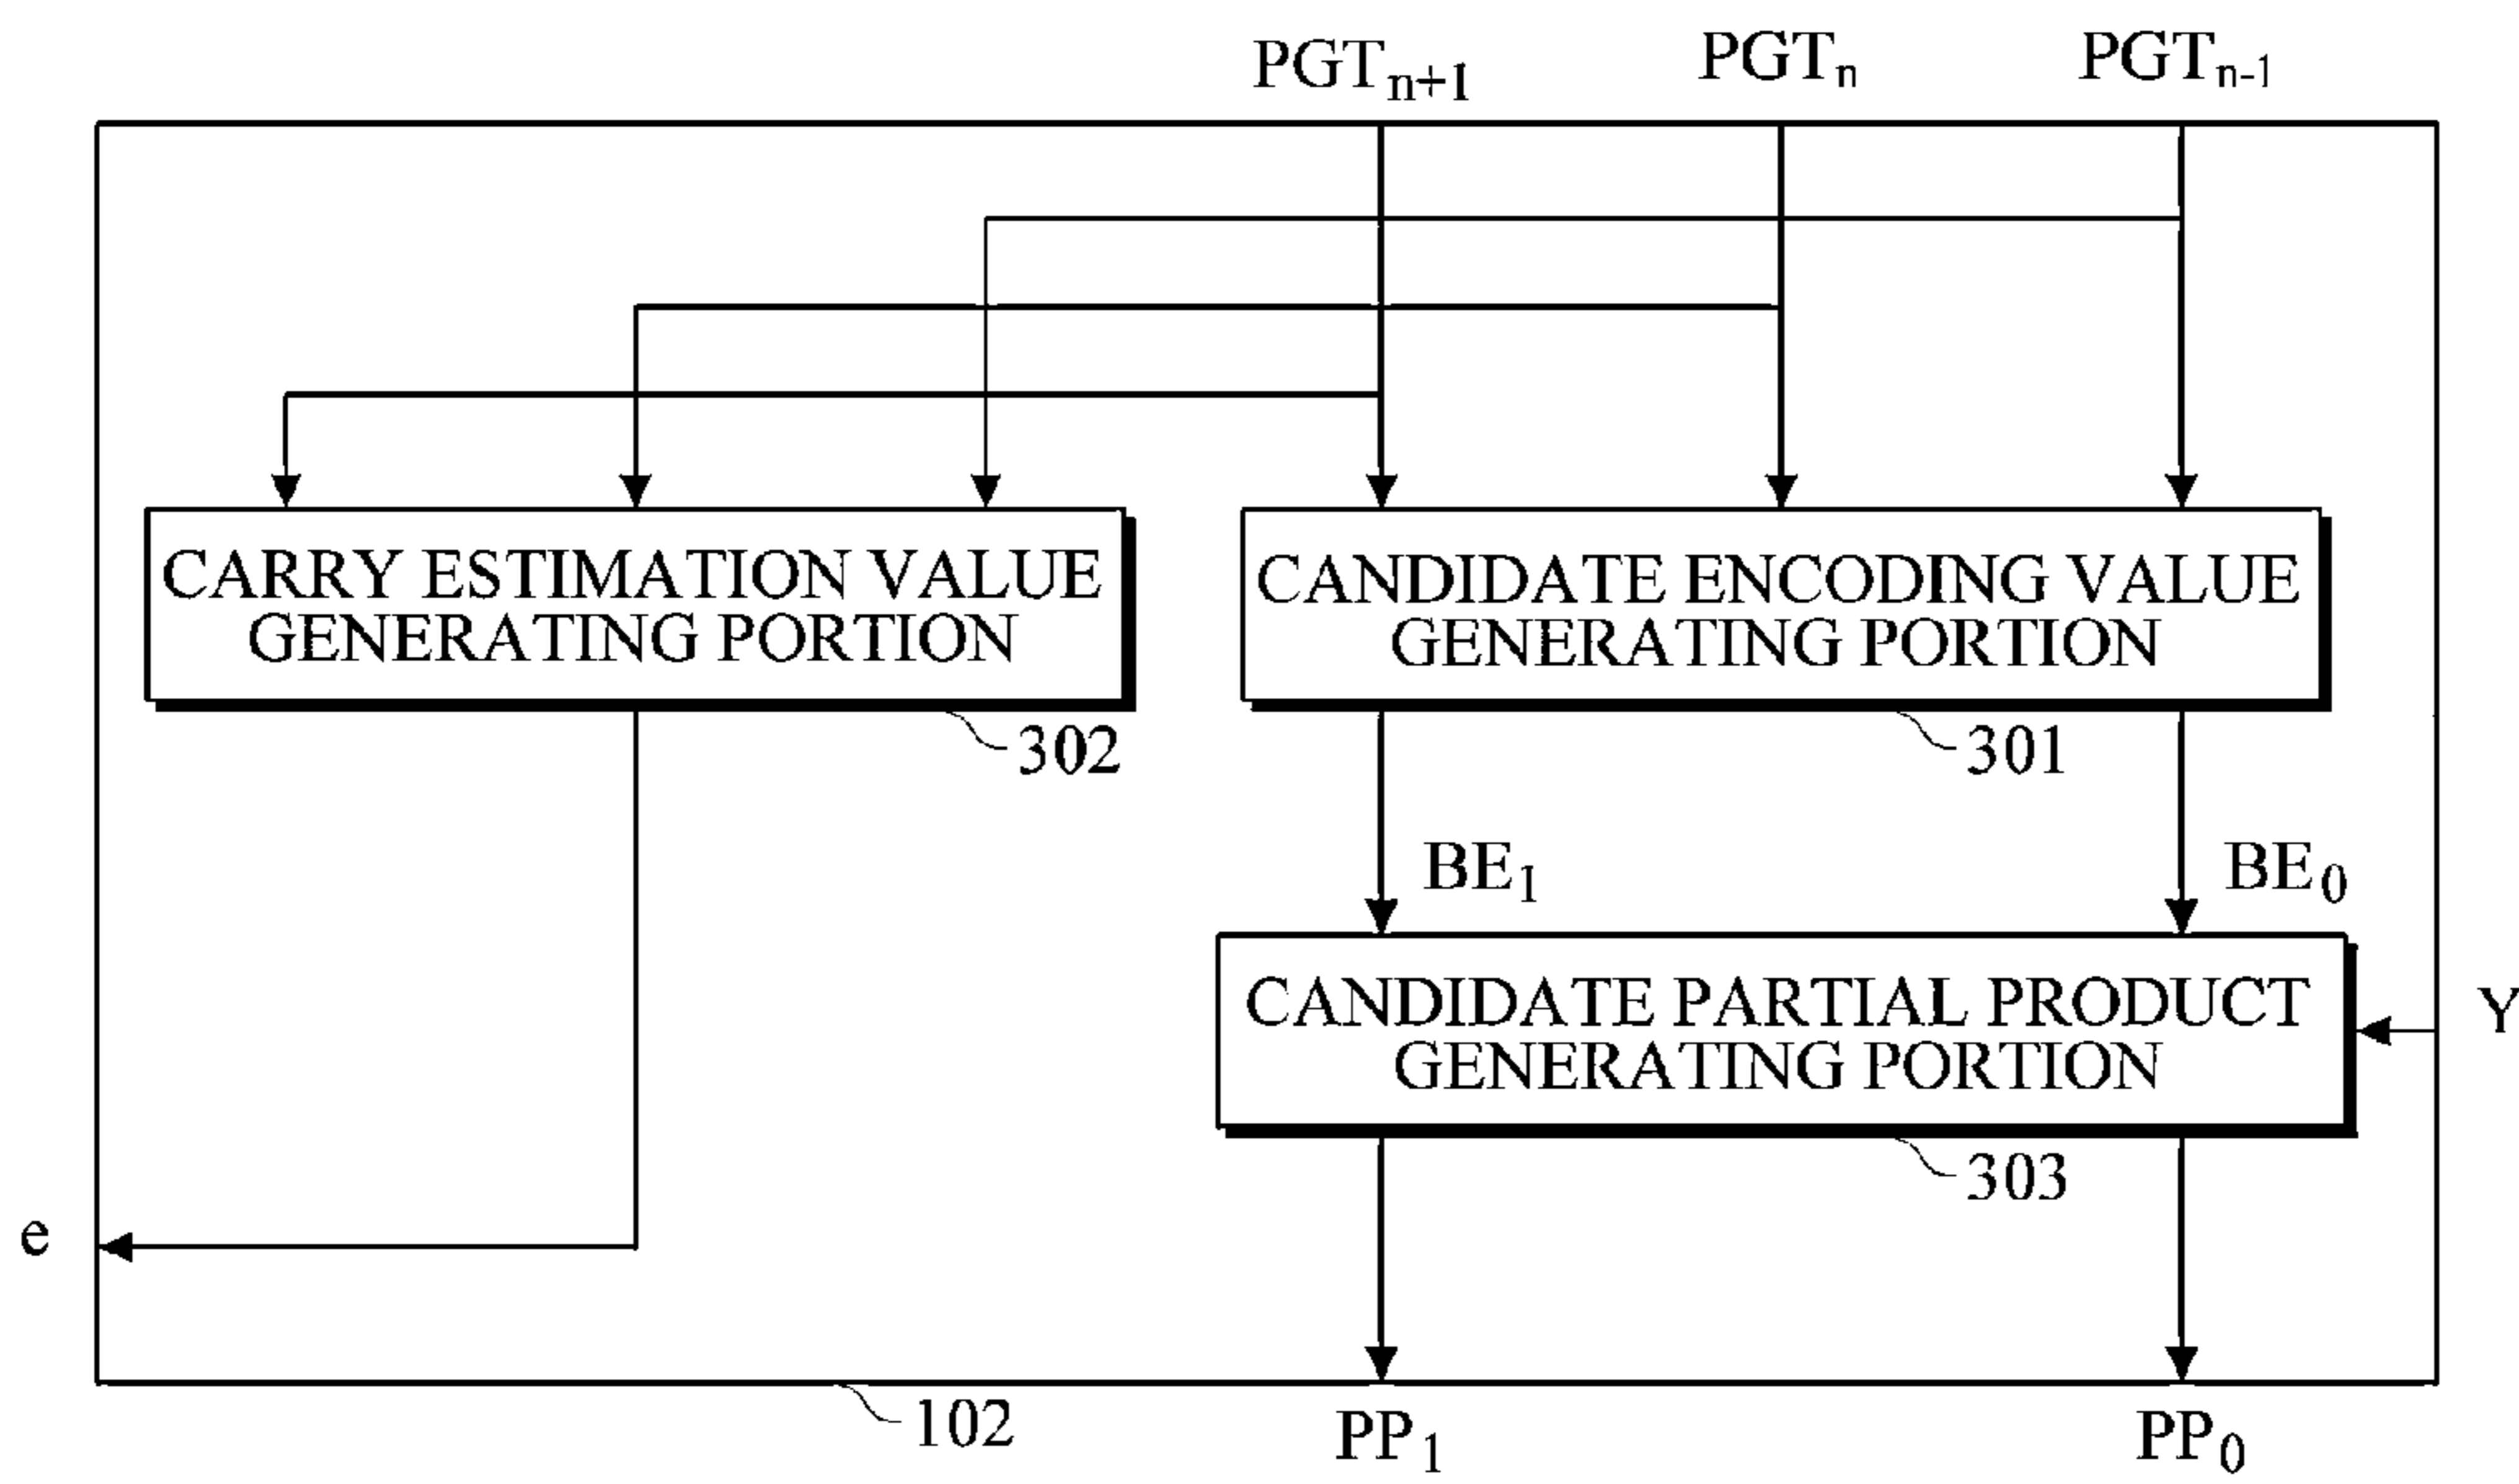 PGTn+1 PGTn PGTn-1
CARRY ESTIMATION VALUE
GENERATING PORTION
302
CANDIDATE ENCODING VALUE
GENERATING PORTION
301
BE1 BE0
CANDIDATE PARTIAL PRODUCT
GENERATING PORTION
Y
303
e
102
PP1 PP0